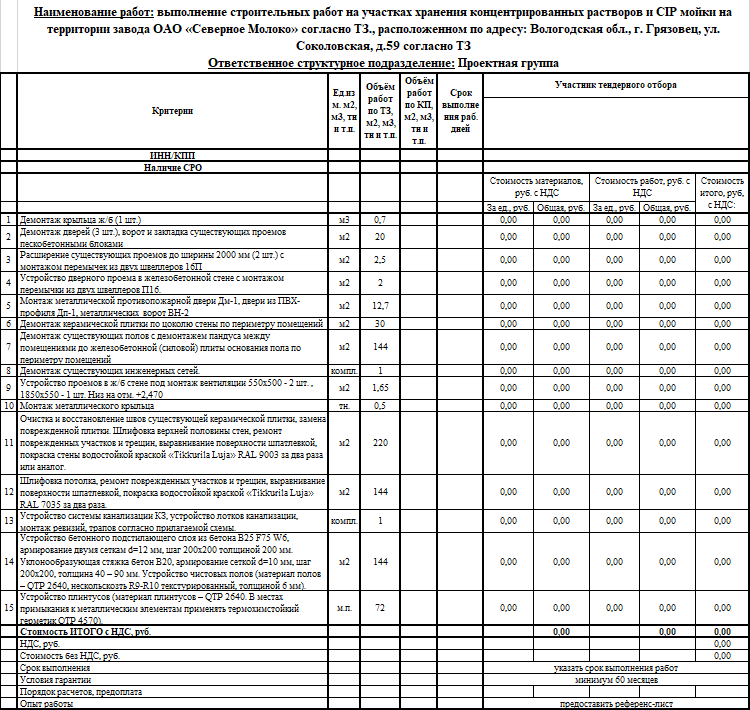 Наименование работ: выполнение строительных работ на участках хранения концентрированных растворов и CIP мойки на
территории завода ОАО «Северное Молоко» согласно ТЗ., расположенном по адресу: Вологодская обл., г. Грязовец, ул.
Соколовская, д.59 согласно ТЗ
Ответственное структурное подразделение: Проектная группа
Критерии
Ед.из
м. м2,
м3, тн
и т.п.
Объём
работ
по ТЗ,
м2, м3,
тн и т.п.
Объём
работ
по КП,
м2, м3,
тн и
т.п.
Срок
выполне
ния раб.
дней
Участник тендерного отбора
ИНН/КПП
Наличие СРО
Стоимость материалов,
руб. с НДС
Стоимость работ, руб. с
НДС
Стоимость
итого, руб,
с НДС:
За ед., руб. Общая, руб. За ед., руб. Общая, руб.
1 Демонтаж крыльца ж/б (1 шт.) м3 0,7 0,00 0,00 0,00 0,00 0,00
2 Демонтаж дверей (3 шт.), ворот и закладка существующих проемов
пескобетонными блоками м2 20 0,00 0,00 0,00 0,00 0,00
3 Расширение существующих проемов до ширины 2000 мм (2 шт.) с
монтажом перемычек из двух швеллеров 16П м2 2,5 0,00 0,00 0,00 0,00 0,00
4 Устройство дверного проема в железобетонной стене с монтажом
перемычки из двух швеллеров П16. м2 2 0,00 0,00 0,00 0,00 0,00
5 Монтаж металлической противопожарной двери Дм-1, двери из ПВХ-
профиля Дп-1, металлических ворот ВН-2 м2 12,7 0,00 0,00 0,00 0,00 0,00
6 Демонтаж керамической плитки по цоколю стены по периметру помещений м2 30 0,00 0,00 0,00 0,00 0,00
7 Демонтаж существующих полов с демонтажем пандуса между
помещениями до железобетонной (силовой) плиты основания пола по
периметру помещений м2 144 0,00 0,00 0,00 0,00 0,00
8 Демонтаж существующих инженерных сетей. компл. 1 0,00 0,00 0,00 0,00 0,00
9 Устройство проемов в ж/б стене под монтаж вентиляции 550х500 - 2 шт. ,
1850х550 - 1 шт. Низ на отм. +2,470 м2 1,65 0,00 0,00 0,00 0,00 0,00
10 Монтаж металлического крыльца тн. 0,5 0,00 0,00 0,00 0,00 0,00
11 Очистка и восстановление швов существующей керамической плитки, замена
поврежденной плитки. Шлифовка верхней половины стен, ремонт
поврежденных участков и трещин, выравнивание поверхности шпатлевкой,
покраска стены водостойкой краской «Tikkurila Luja» RAL 9003 за два раза
или аналог. м2 220 0,00 0,00 0,00 0,00 0,00
12 Шлифовка потолка, ремонт поврежденных участков и трещин, выравнивание
поверхности шпатлевкой, покраска водостойкой краской «Tikkurila Luja»
RAL 7035 за два раза. м2 144 0,00 0,00 0,00 0,00 0,00
13 Устройство системы канализации К3, устройство лотков канализации,
монтаж ревизий, трапов согласно прилагаемой схемы. компл. 1 0,00 0,00 0,00 0,00 0,00
14 Устройство бетонного подстилающего слоя из бетона В25 F75 W6,
армирование двумя сеткам d=12 мм, шаг 200х200 толщиной 200 мм.
Уклонообразующая стяжка бетон В20, армирование сеткой d=10 мм, шаг
200х200, толщина 40 – 90 мм. Устройство чистовых полов (материал полов
– QTP 2640, нескользкость R9-R10 текстурированный, толщиной 6 мм). м2 144 0,00 0,00 0,00 0,00 0,00
15 Устройство плинтусов (материал плинтусов – QTP 2640. В местах
примыкания к металлическим элементам применять термохимстойкий
герметик QTP 4570). м.п. 72 0,00 0,00 0,00 0,00 0,00
Стоимость ИТОГО с НДС, руб. 0,00 0,00 0,00
НДС, руб. 0,00
Стоимость без НДС, руб. 0,00
Срок выполнения указать срок выполнения работ
Условия гарантии минимум 60 месяцев
Порядок расчетов, предоплата
Опыт работы предоставить референс-лист